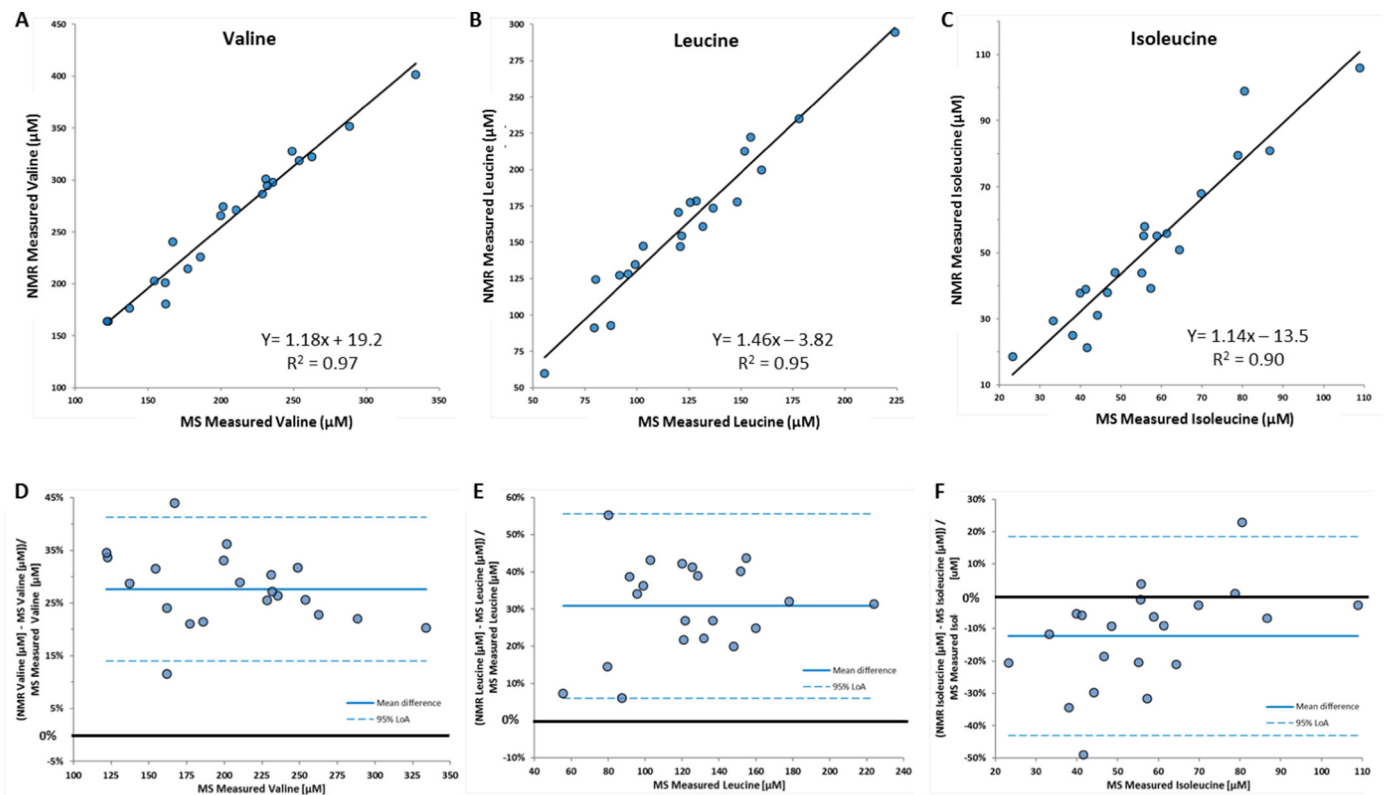 A
Valine
NMR Measured Valine (µM)
450
400
350
300
250
200
150
100
Y= 1.18x + 19.2
R² = 0.97
100 150 200 250 300 350
MS Measured Valine (µM)
B
Leucine
NMR Measured Leucine (µM)
300
275
250
225
200
175
150
125
100
75
50
Y= 1.46x – 3.82
R² = 0.95
50 75 100 125 150 175 200 225
MS Measured Leucine (µM)
C
Isoleucine
NMR Measured Isoleucine (µM)
110
90
70
50
30
10
Y= 1.14x – 13.5
R² = 0.90
20 30 40 50 60 70 80 90 100 110
MS Measured Isoleucine (µM)
D
(NMR Valine [µM] - MS Valine [µM])/
MS Measured Valine [µM]
45%
35%
25%
15%
5%
0%
-5%
Mean difference
95% LoA
100 125 150 175 200 225 250 275 300 325 350
MS Measured Valine [µM]
E
(NMR Leucine [µM] - MS Leucine [µM]) /
MS Measured Leucine [µM]
60%
50%
40%
30%
20%
10%
0%
-10%
Mean difference
95% LoA
40 60 80 100 120 140 160 180 200 220 240
MS Measured Leucine [µM]
F
(NMR Isoleucine [µM] - MS Isoleucine [µM]) /
MS Measured Isol [uM]
30%
20%
10%
0%
-10%
-20%
-30%
-40%
-50%
Mean difference
95% LoA
20 30 40 50 60 70 80 90 100 110
MS Measured Isoleucine [µM]